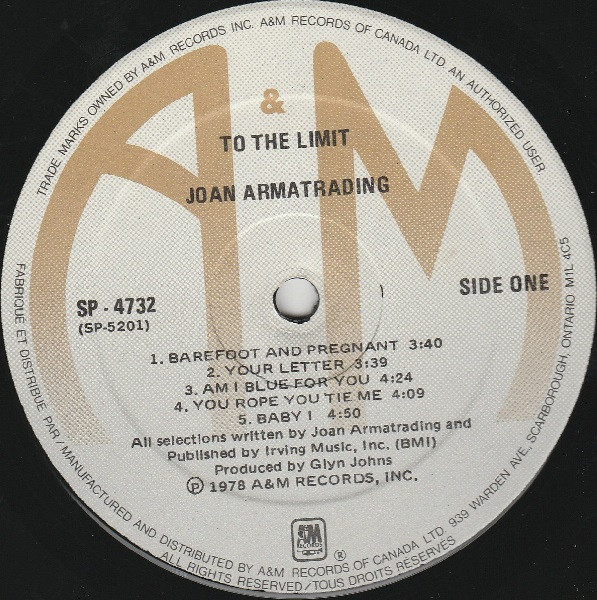 TRADE MARKS OWNED BY A&M RECORDS INC. A&M RECORDS OF CANADA LTD. AN AUTHORIZED USER
A & M
TO THE LIMIT
JOAN ARMATRADING
SP - 4732
(SP-5201)
SIDE ONE
1. BAREFOOT AND PREGNANT 3:40
2. YOUR LETTER 3:39
3. AM I BLUE FOR YOU 4:24
4. YOU ROPE YOU TIE ME 4:09
5. BABY I 4:50
All selections written by Joan Armatrading and
Published by Irving Music, Inc. (BMI)
Produced by Glyn Johns
℗ 1978 A&M RECORDS, INC.
A&M
RECORDS
®
FABRIQUÉ ET DISTRIBUE PAR / MANUFACTURED AND DISTRIBUTED BY A&M RECORDS OF CANADA LTD. 939 WARDEN AVE., SCARBOROUGH, ONTARIO M1L 4C5
ALL RIGHTS RESERVED / TOUS DROITS RESERVÉS